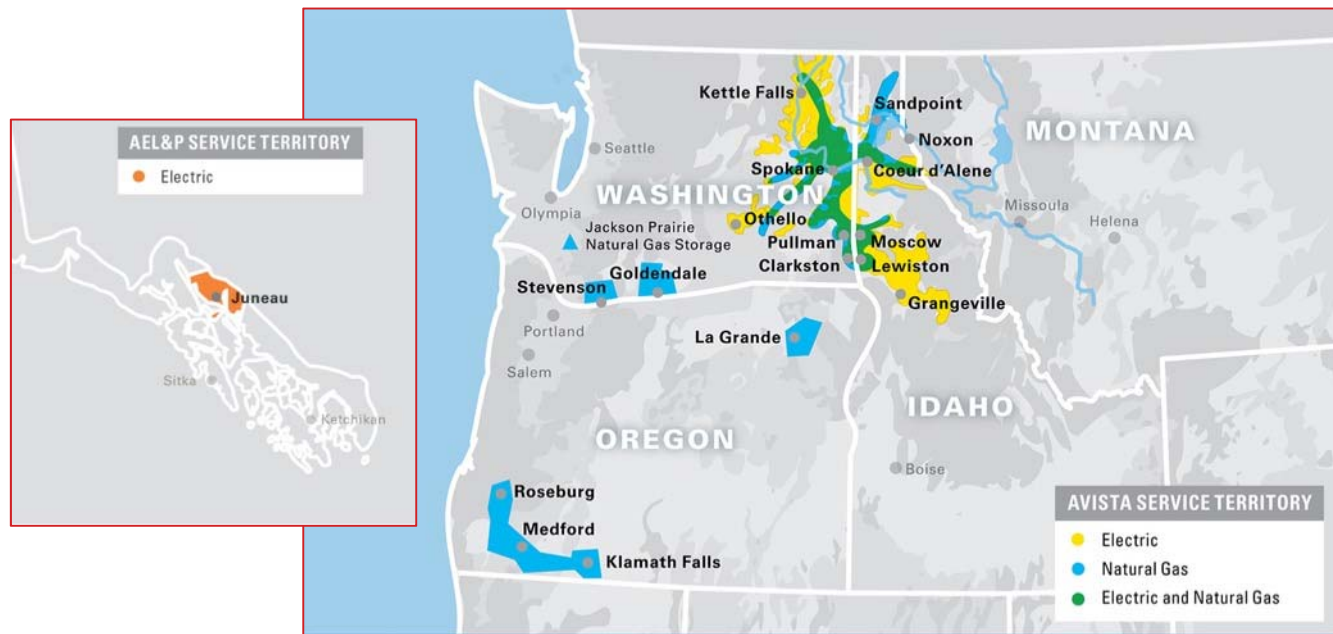 AEL&P SERVICE TERRITORY
Electric
Juneau
Sitka
Ketchikan
Kettle Falls
Sandpoint
Noxon
MONTANA
Seattle
Spokane
Coeur d'Alene
WASHINGTON
Olympia
Othello
Missoula
Helena
Jackson Prairie
Natural Gas Storage
Pullman
Moscow
Clarkston
Lewiston
Goldendale
Stevenson
Grangeville
Portland
La Grande
Salem
IDAHO
OREGON
Boise
Roseburg
Medford
Klamath Falls
AVISTA SERVICE TERRITORY
Electric
Natural Gas
Electric and Natural Gas